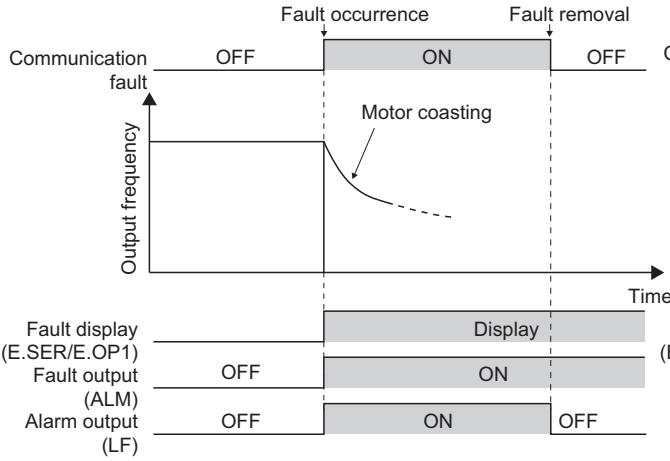 Fault occurrence
Fault removal
Communication
fault
OFF
ON
OFF
Motor coasting
Output frequency
Time
Fault display
(E.SER/E.OP1)
Display
Fault output
(ALM)
OFF
ON
Alarm output
(LF)
OFF
ON
OFF